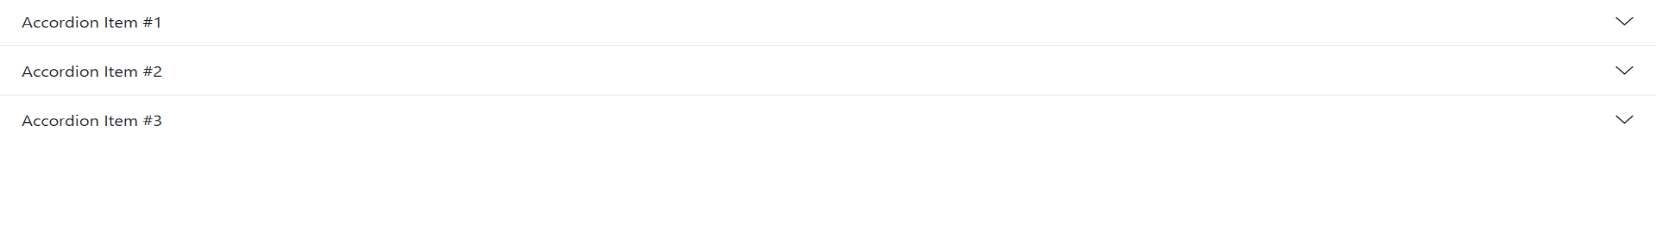 Accordion Item #1
Accordion Item #2
Accordion Item #3